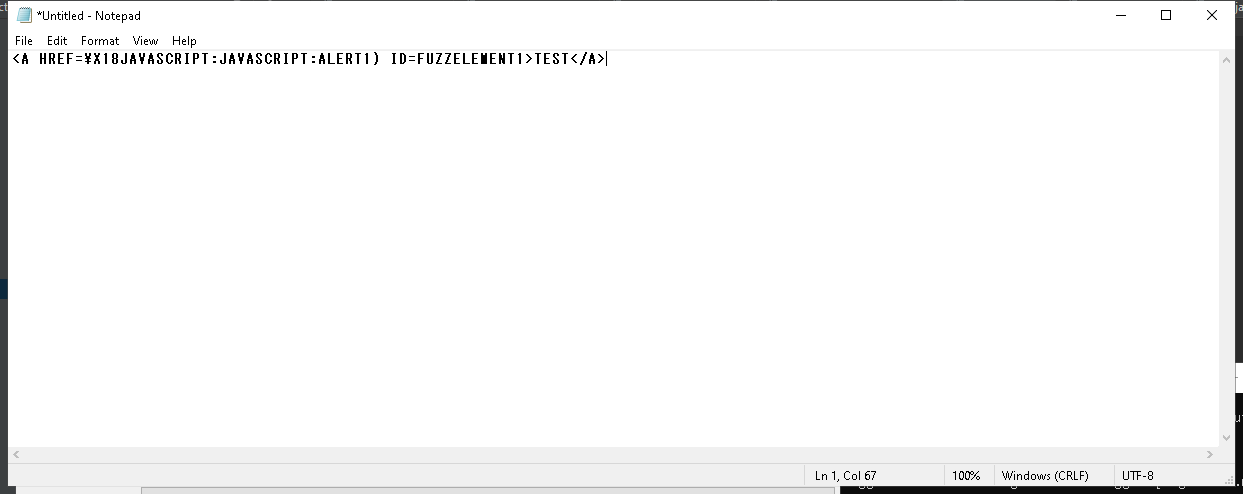 *Untitled - Notepad
File Edit Format View Help
<A HREF=¥X18JAVASCRIPT:JAVASCRIPT:ALERT1) ID=FUZZELEMENT1>TEST</A>
Ln 1, Col 67 100% Windows (CRLF) UTF-8